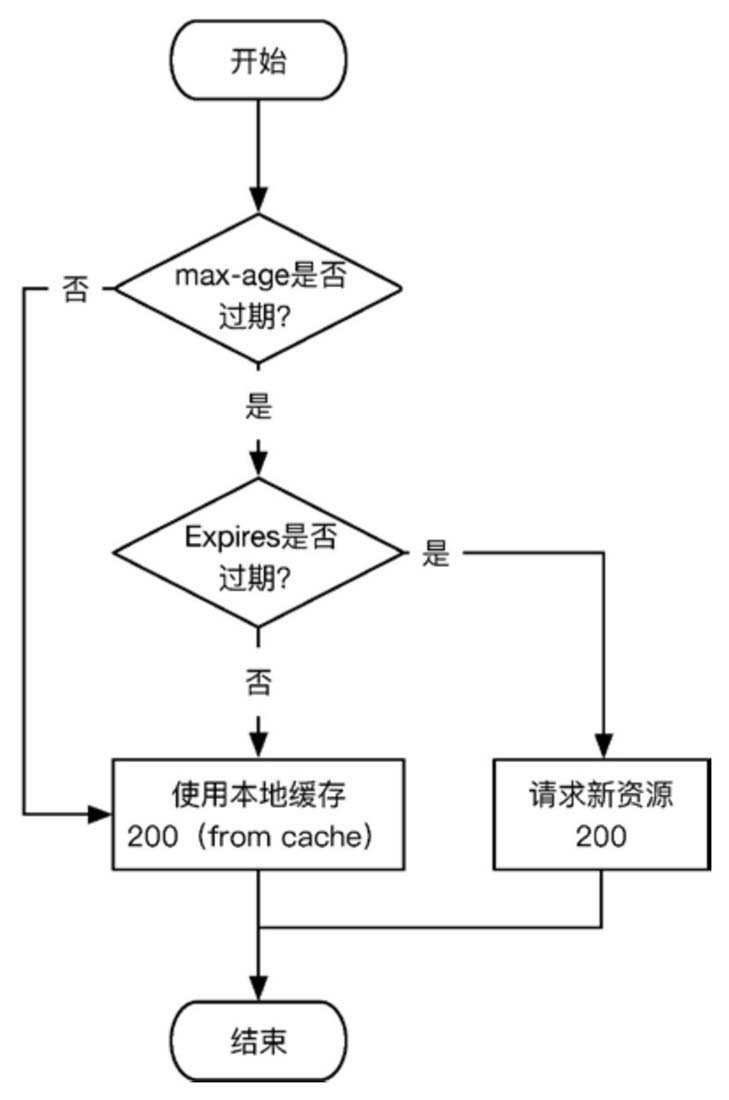 开始
max-age是否
过期?
否
是
Expires是否
过期?
是
否
使用本地缓存
200（from cache）
请求新资源
200
结束